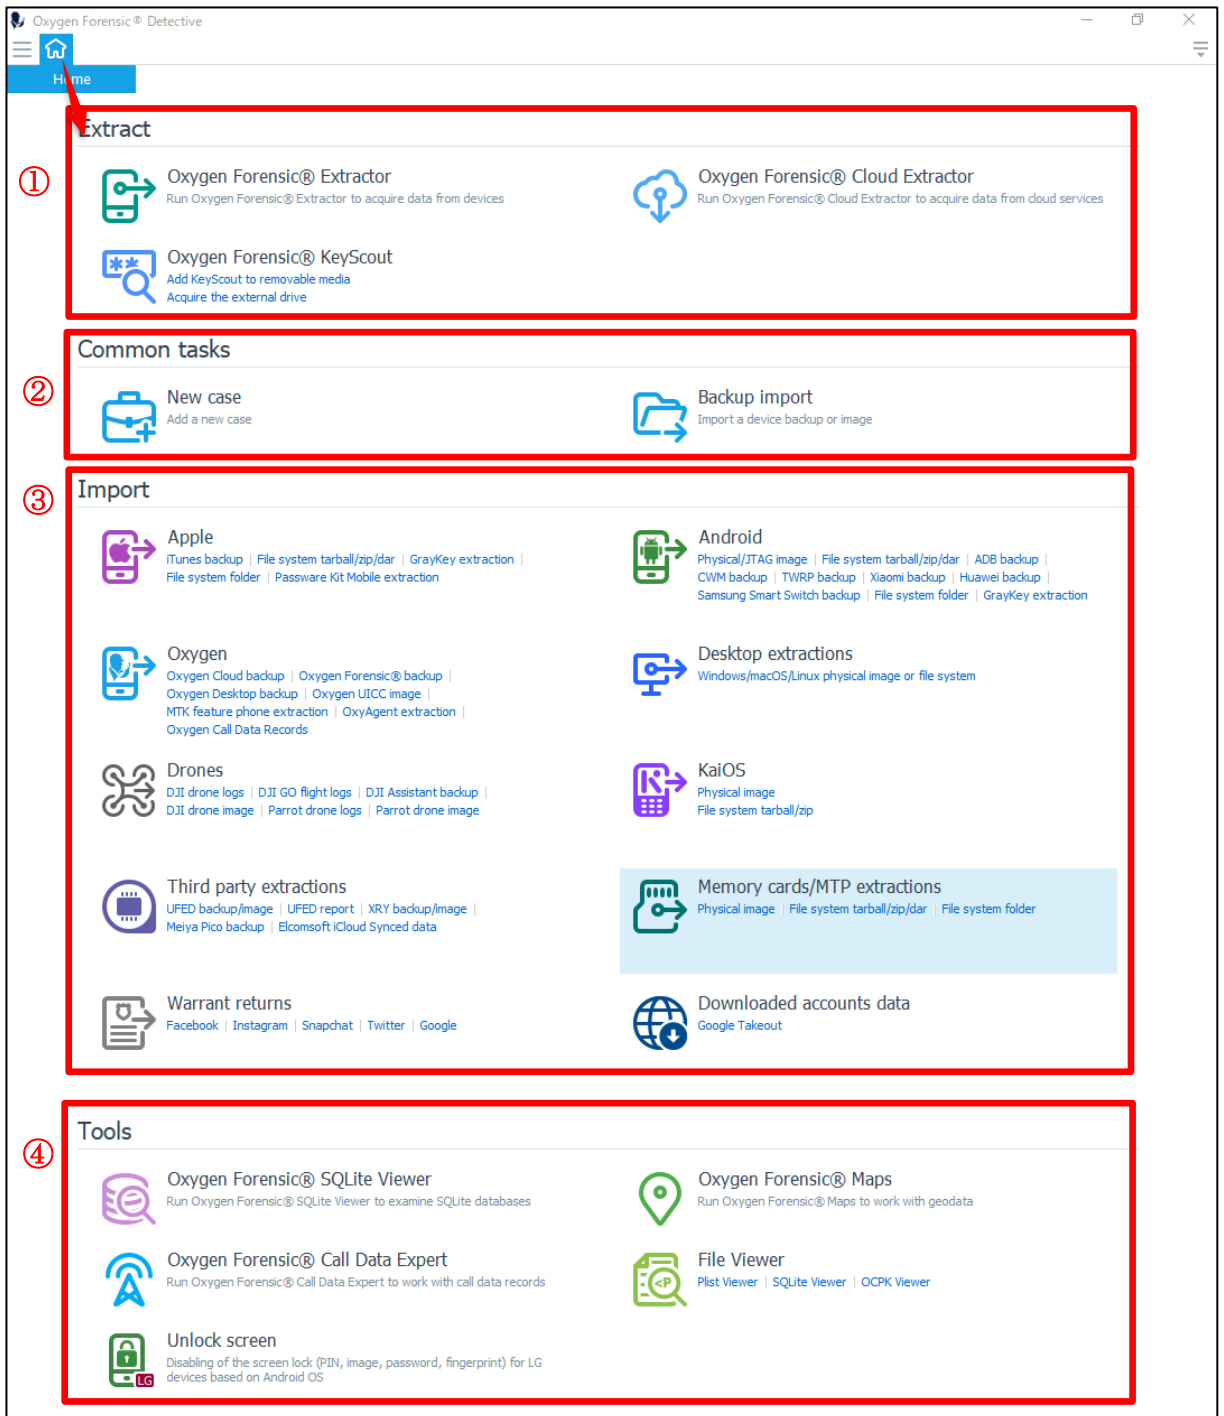 Oxygen Forensic® Detective
Home
Extract
①
Oxygen Forensic® Extractor
Run Oxygen Forensic® Extractor to acquire data from devices
Oxygen Forensic® Cloud Extractor
Run Oxygen Forensic® Cloud Extractor to acquire data from cloud services
Oxygen Forensic® KeyScout
Add KeyScout to removable media
Acquire the external drive
Common tasks
②
New case
Add a new case
Backup import
Import a device backup or image
③
Import
Apple
iTunes backup | File system tarball/zip/dar | GrayKey extraction |
File system folder | Passware Kit Mobile extraction
Android
Physical/JTAG image | File system tarball/zip/dar | ADB backup |
CWM backup | TWRP backup | Xiaomi backup | Huawei backup |
Samsung Smart Switch backup | File system folder | GrayKey extraction
Oxygen
Oxygen Cloud backup | Oxygen Forensic® backup |
Oxygen Desktop backup | Oxygen UICC image |
MTK feature phone extraction | OxyAgent extraction |
Oxygen Call Data Records
Desktop extractions
Windows/macOS/Linux physical image or file system
Drones
DJI drone logs | DJI GO flight logs | DJI Assistant backup |
DJI drone image | Parrot drone logs | Parrot drone image
KaiOS
Physical image
File system tarball/zip
Third party extractions
UFED backup/image | UFED report | XRY backup/image |
Meiya Pico backup | Elcomsoft iCloud Synced data
Memory cards/MTP extractions
Physical image | File system tarball/zip/dar | File system folder
Warrant returns
Facebook | Instagram | Snapchat | Twitter | Google
Downloaded accounts data
Google Takeout
Tools
④
Oxygen Forensic® SQLite Viewer
Run Oxygen Forensic® SQLite Viewer to examine SQLite databases
Oxygen Forensic® Maps
Run Oxygen Forensic® Maps to work with geodata
Oxygen Forensic® Call Data Expert
Run Oxygen Forensic® Call Data Expert to work with call data records
File Viewer
Plist Viewer | SQLite Viewer | OCPK Viewer
<P
Unlock screen
Disabling of the screen lock (PIN, image, password, fingerprint) for LG
devices based on Android OS
LG